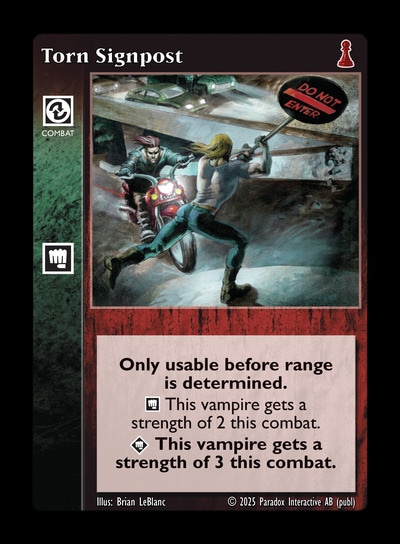 Torn Signpost
COMBAT
DO NOT
ENTER
Only usable before range
is determined.
This vampire gets a
strength of 2 this combat.
This vampire gets a
strength of 3 this combat.
Illus: Brian LeBlanc © 2025 Paradox Interactive AB (publ)